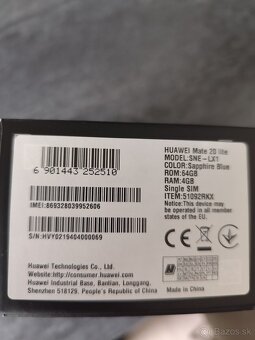 HUAWEI Mate 20 lite
MODEL:SNE-LX1
COLOR:Sapphire Blue
ROM:64GB
RAM:4GB
Single SIM
ITEM:51092RKX
6 901443 252510
IMEI:869328039952606
S/N:HVY0219404000069
This device may be
operated in all member
states of the EU.
Huawei Technologies Co., Ltd.
http://consumer.huawei.com
Huawei Industrial Base, Bantian, Longgang,
Shenzhen 518129, People's Republic of China
MADE IN CHINA
bazos.sk